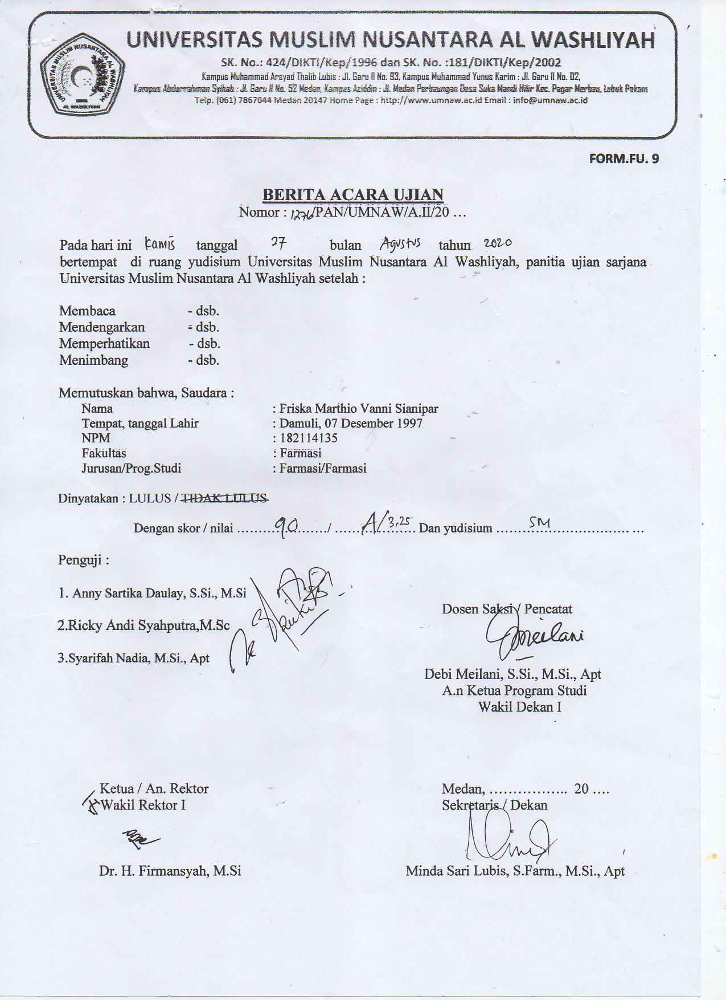 UNIVERSITAS MUSLIM NUSANTARA AL WASHLIYAH
SK. No.: 424/DIKTI/Kep/1996 dan SK. No. :181/DIKTI/Kep/2002
Kampus Muhammad Arsyad Thalib Lubis : Jl. Garu II No. 93, Kampus Muhammad Yunus Karim : Jl. Garu II No. 02,
Kampus Abdurrahman Syihab : Jl. Garu II No. 52 Medan, Kampus Aziddin : Jl. Medan Perbaungan Desa Suka Mandi Hilir Kec. Pagar Merbau, Lubuk Pakam
Telp. (061) 7867044 Medan 20147 Home Page : http://www.umnaw.ac.id Email : info@umnaw.ac.id
UNIVERSITAS MUSLIM NUSANTARA AL WASHLIYAH
AL WASHLIYAH
FORM.FU. 9
BERITA ACARA UJIAN
Nomor : 1276/PAN/UMNAW/A.II/20 ...
Pada hari ini Kamis tanggal 27 bulan Agustus tahun 2020
bertempat di ruang yudisium Universitas Muslim Nusantara Al Washliyah, panitia ujian sarjana
Universitas Muslim Nusantara Al Washliyah setelah :
Membaca - dsb.
Mendengarkan - dsb.
Memperhatikan - dsb.
Menimbang - dsb.
Memutuskan bahwa, Saudara :
Nama : Friska Marthio Vanni Sianipar
Tempat, tanggal Lahir : Damuli, 07 Desember 1997
NPM : 182114135
Fakultas : Farmasi
Jurusan/Prog.Studi : Farmasi/Farmasi
Dinyatakan : LULUS / TIDAK LULUS
Dengan skor / nilai ..........90......./ ......A/3,25......... Dan yudisium .........SM..................... ...
Penguji :
1. Anny Sartika Daulay, S.Si., M.Si
2.Ricky Andi Syahputra,M.Sc
3.Syarifah Nadia, M.Si., Apt
Dosen Saksi / Pencatat
Meilani
Debi Meilani, S.Si., M.Si., Apt
A.n Ketua Program Studi
Wakil Dekan I
Ketua / An. Rektor
Wakil Rektor I
Dr. H. Firmansyah, M.Si
Medan, ................. 20 ....
Sekretaris / Dekan
Minda Sari Lubis, S.Farm., M.Si., Apt